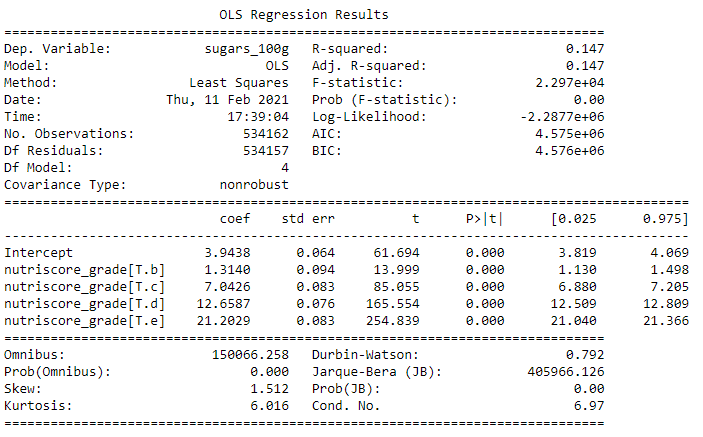 OLS Regression Results
==============================================================================
Dep. Variable: sugars_100g R-squared: 0.147
Model: OLS Adj. R-squared: 0.147
Method: Least Squares F-statistic: 2.297e+04
Date: Thu, 11 Feb 2021 Prob (F-statistic): 0.00
Time: 17:39:04 Log-Likelihood: -2.2877e+06
No. Observations: 534162 AIC: 4.575e+06
Df Residuals: 534157 BIC: 4.576e+06
Df Model: 4
Covariance Type: nonrobust
=========================================================================================
coef std err t P>|t| [0.025 0.975]
-----------------------------------------------------------------------------------------
Intercept 3.9438 0.064 61.694 0.000 3.819 4.069
nutriscore_grade[T.b] 1.3140 0.094 13.999 0.000 1.130 1.498
nutriscore_grade[T.c] 7.0426 0.083 85.055 0.000 6.880 7.205
nutriscore_grade[T.d] 12.6587 0.076 165.554 0.000 12.509 12.809
nutriscore_grade[T.e] 21.2029 0.083 254.839 0.000 21.040 21.366
==============================================================================
Omnibus: 150066.258 Durbin-Watson: 0.792
Prob(Omnibus): 0.000 Jarque-Bera (JB): 405966.126
Skew: 1.512 Prob(JB): 0.00
Kurtosis: 6.016 Cond. No. 6.97
==============================================================================